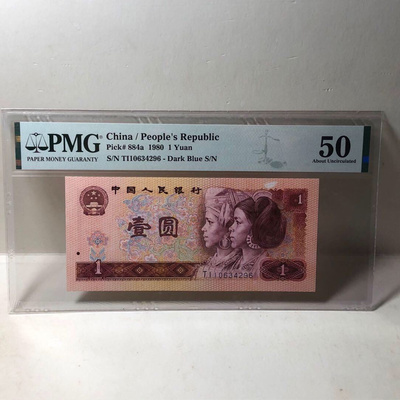 PMG
PAPER MONEY GUARANTY
China / People's Republic
Pick# 884a 1980 1 Yuan
S/N TI10634296 - Dark Blue S/N
50
About Uncirculated
中国人民银行
1
壹圆
TI10634296
1
1